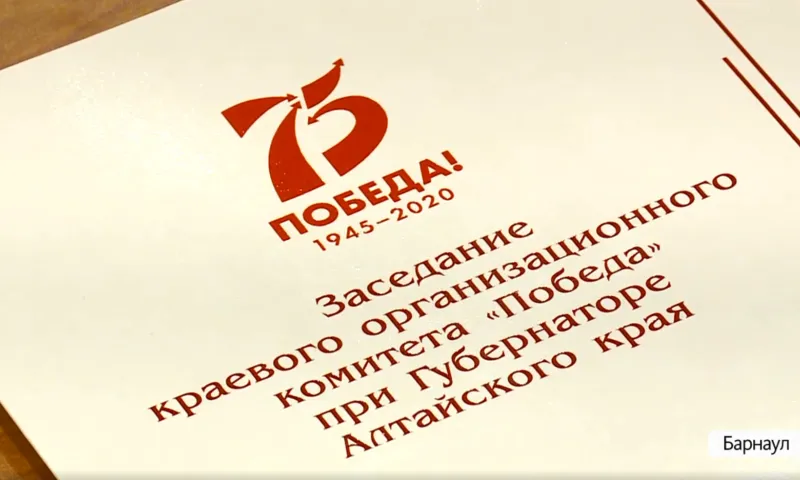 75
ПОБЕДА!
1945–2020
Заседание
краевого организационного
комитета «Победа»
при Губернаторе
Алтайского края
Барнаул